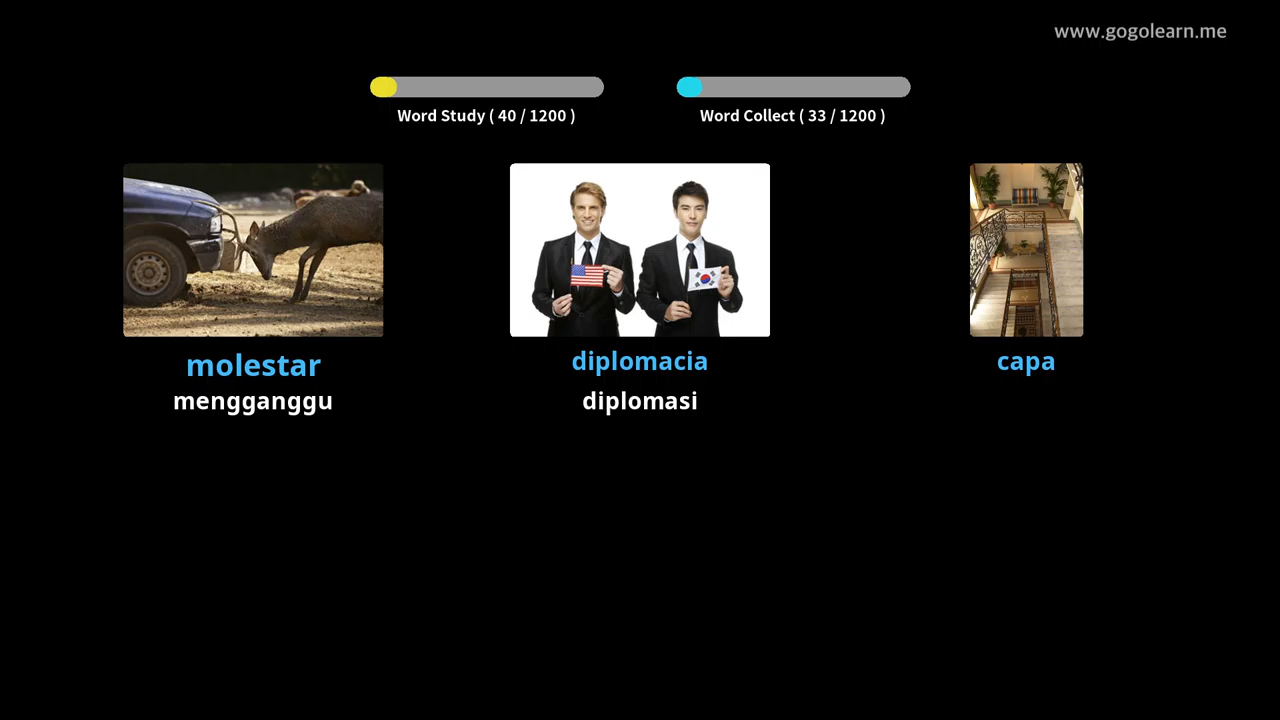 www.gogolearn.me
Word Study ( 40 / 1200 )
Word Collect ( 33 / 1200 )
molestar
mengganggu
diplomacia
diplomasi
capa